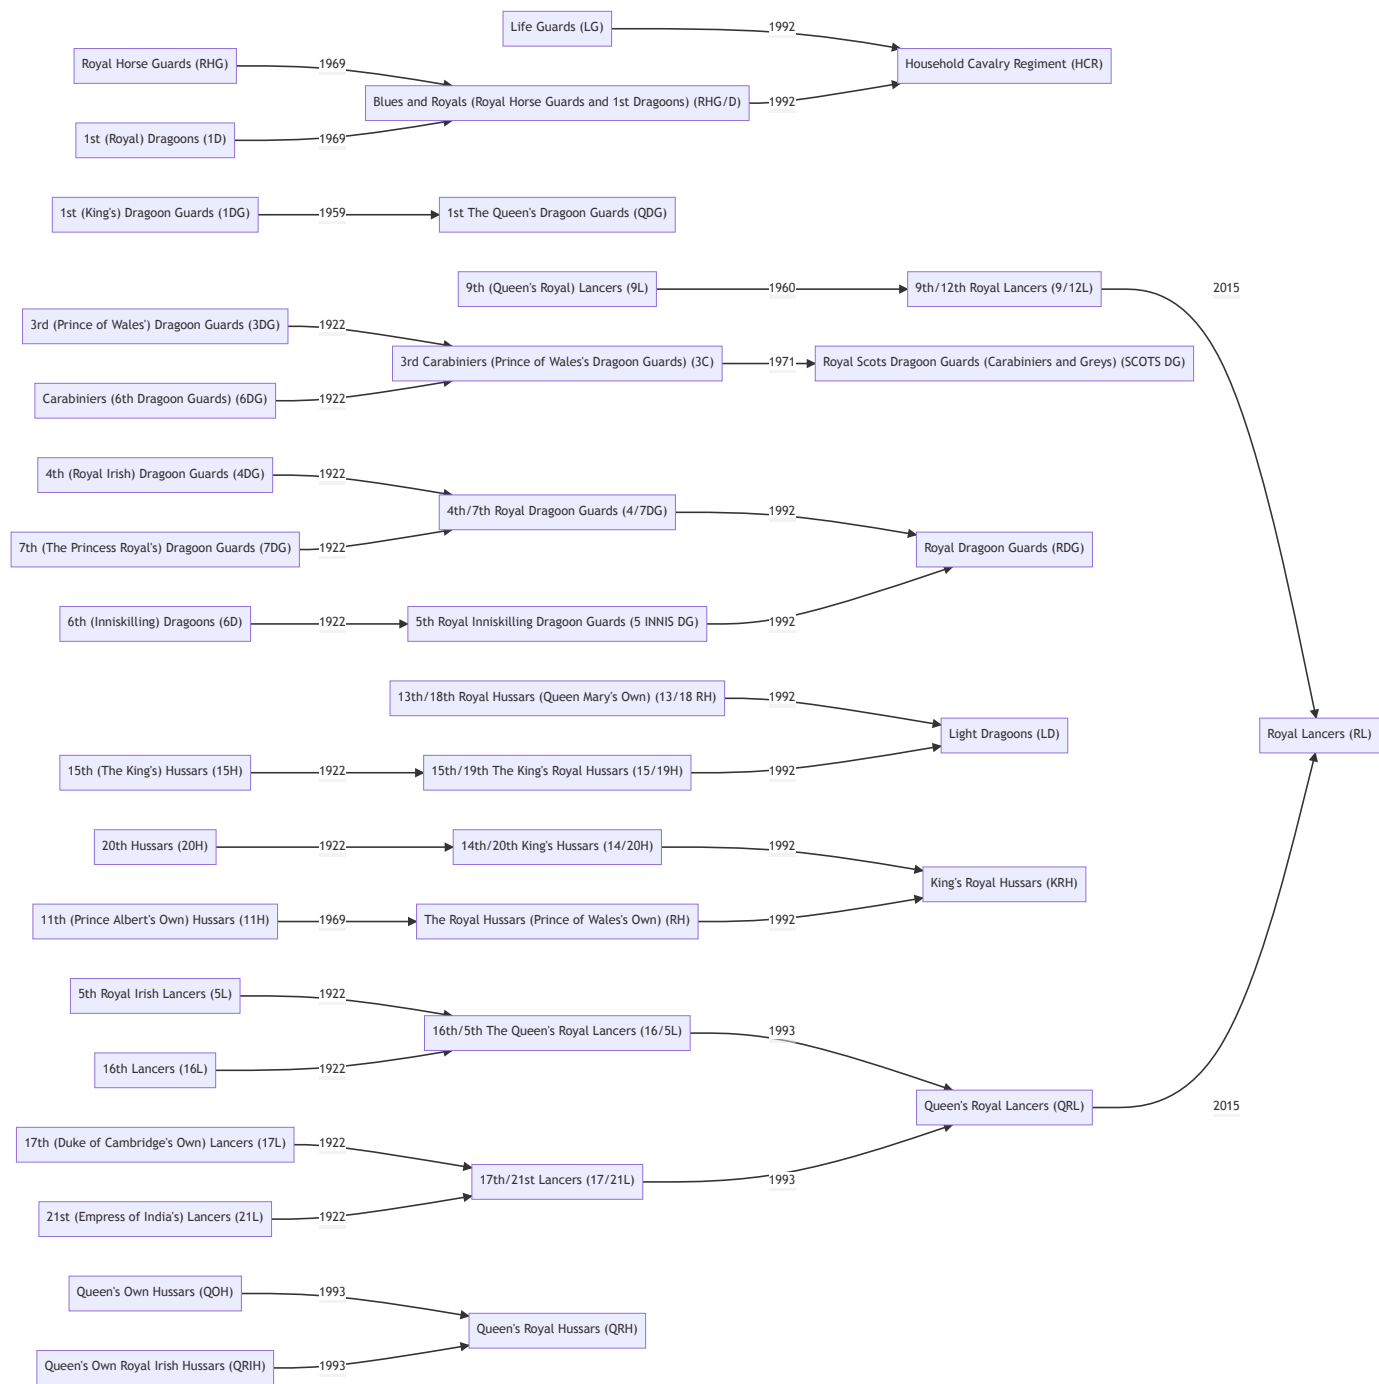 Life Guards (LG)
1992
Royal Horse Guards (RHG)
1969
Household Cavalry Regiment (HCR)
Blues and Royals (Royal Horse Guards and 1st Dragoons) (RHG/D)
1992
1st (Royal) Dragoons (1D)
1969
1st (King's) Dragoon Guards (1DG)
1959
1st The Queen's Dragoon Guards (QDG)
9th (Queen's Royal) Lancers (9L)
1960
9th/12th Royal Lancers (9/12L)
2015
3rd (Prince of Wales') Dragoon Guards (3DG)
1922
3rd Carabiniers (Prince of Wales's Dragoon Guards) (3C)
1971
Royal Scots Dragoon Guards (Carabiniers and Greys) (SCOTS DG)
Carabiniers (6th Dragoon Guards) (6DG)
1922
4th (Royal Irish) Dragoon Guards (4DG)
1922
4th/7th Royal Dragoon Guards (4/7DG)
1992
7th (The Princess Royal's) Dragoon Guards (7DG)
1922
Royal Dragoon Guards (RDG)
6th (Inniskilling) Dragoons (6D)
1922
5th Royal Inniskilling Dragoon Guards (5 INNIS DG)
1992
13th/18th Royal Hussars (Queen Mary's Own) (13/18 RH)
1992
Light Dragoons (LD)
Royal Lancers (RL)
15th (The King's) Hussars (15H)
1922
15th/19th The King's Royal Hussars (15/19H)
1992
20th Hussars (20H)
1922
14th/20th King's Hussars (14/20H)
1992
King's Royal Hussars (KRH)
11th (Prince Albert's Own) Hussars (11H)
1969
The Royal Hussars (Prince of Wales's Own) (RH)
1992
5th Royal Irish Lancers (5L)
1922
16th/5th The Queen's Royal Lancers (16/5L)
1993
16th Lancers (16L)
1922
Queen's Royal Lancers (QRL)
2015
17th (Duke of Cambridge's Own) Lancers (17L)
1922
17th/21st Lancers (17/21L)
1993
21st (Empress of India's) Lancers (21L)
1922
Queen's Own Hussars (QOH)
1993
Queen's Royal Hussars (QRH)
Queen's Own Royal Irish Hussars (QRIH)
1993